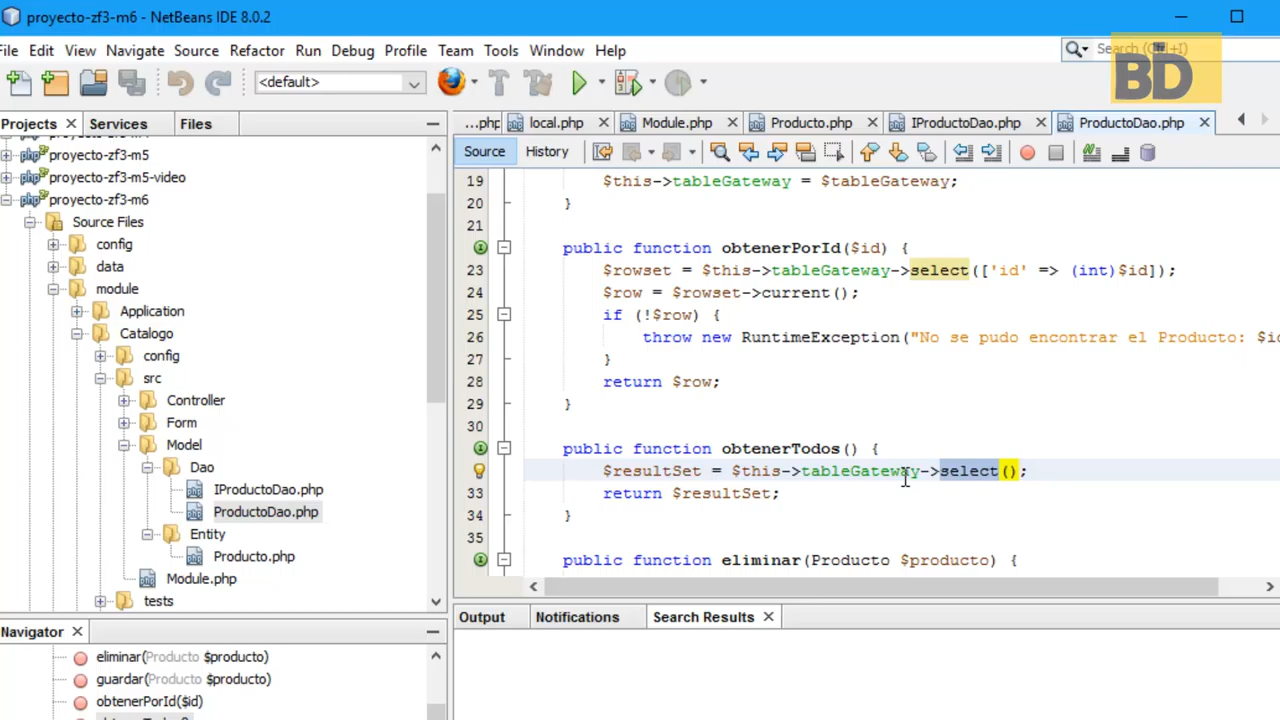 proyecto-zf3-m6 - NetBeans IDE 8.0.2
File Edit View Navigate Source Refactor Run Debug Profile Team Tools Window Help
Search (Ctrl+I)
BD
<default>
Projects Services Files
...php local.php Module.php Producto.php IProductoDao.php ProductoDao.php
Source History
proyecto-zf3-m5
proyecto-zf3-m5-video
proyecto-zf3-m6
Source Files
config
data
module
Application
Catalogo
config
src
Controller
Form
Model
Dao
IProductoDao.php
ProductoDao.php
Entity
Producto.php
Module.php
tests
19 $this->tableGateway = $tableGateway;
20 }
21
public function obtenerPorId($id) {
23 $rowset = $this->tableGateway->select(['id' => (int)$id]);
24 $row = $rowset->current();
25 if (!$row) {
26 throw new RuntimeException("No se pudo encontrar el Producto: $id
27 }
28 return $row;
29 }
30
public function obtenerTodos() {
$resultSet = $this->tableGateway->select();
33 return $resultSet;
34 }
35
public function eliminar(Producto $producto) {
Output Notifications Search Results
Navigator
eliminar(Producto $producto)
guardar(Producto $producto)
obtenerPorId($id)